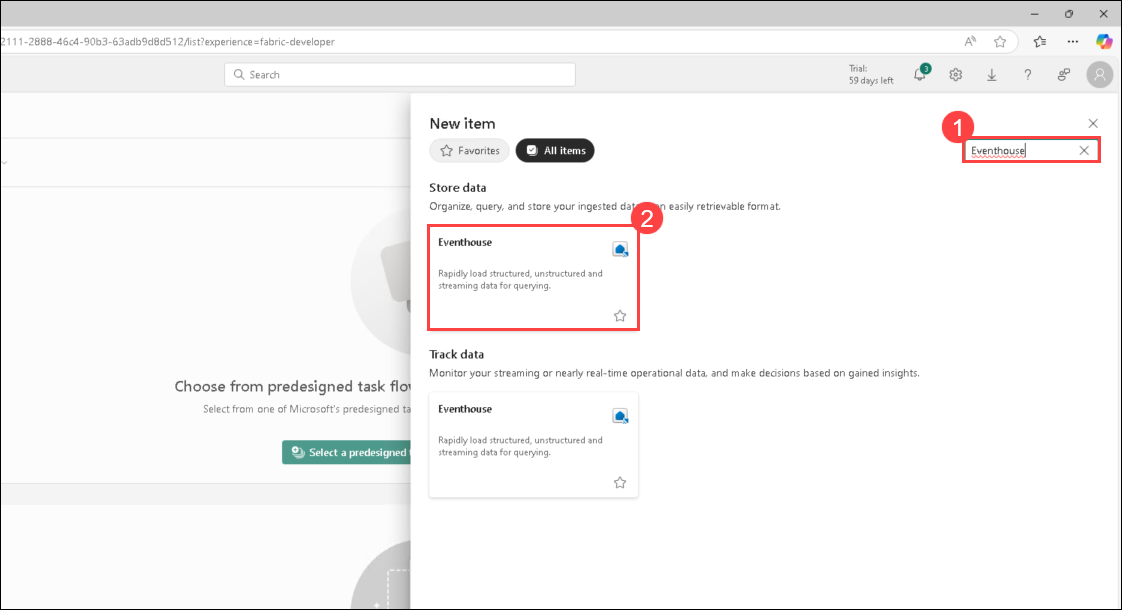 2111-2888-46c4-90b3-63adb9d8d512/list?experience=fabric-developer
Search
Trial:
59 days left
3
New item
Favorites
All items
1
Eventhouse
Store data
Organize, query, and store your ingested data n easily retrievable format.
2
Eventhouse
Rapidly load structured, unstructured and
streaming data for querying.
Track data
Monitor your streaming or nearly real-time operational data, and make decisions based on gained insights.
Eventhouse
Rapidly load structured, unstructured and
streaming data for querying.
Choose from predesigned task flo
Select from one of Microsoft's predesigned ta
Select a predesigned t